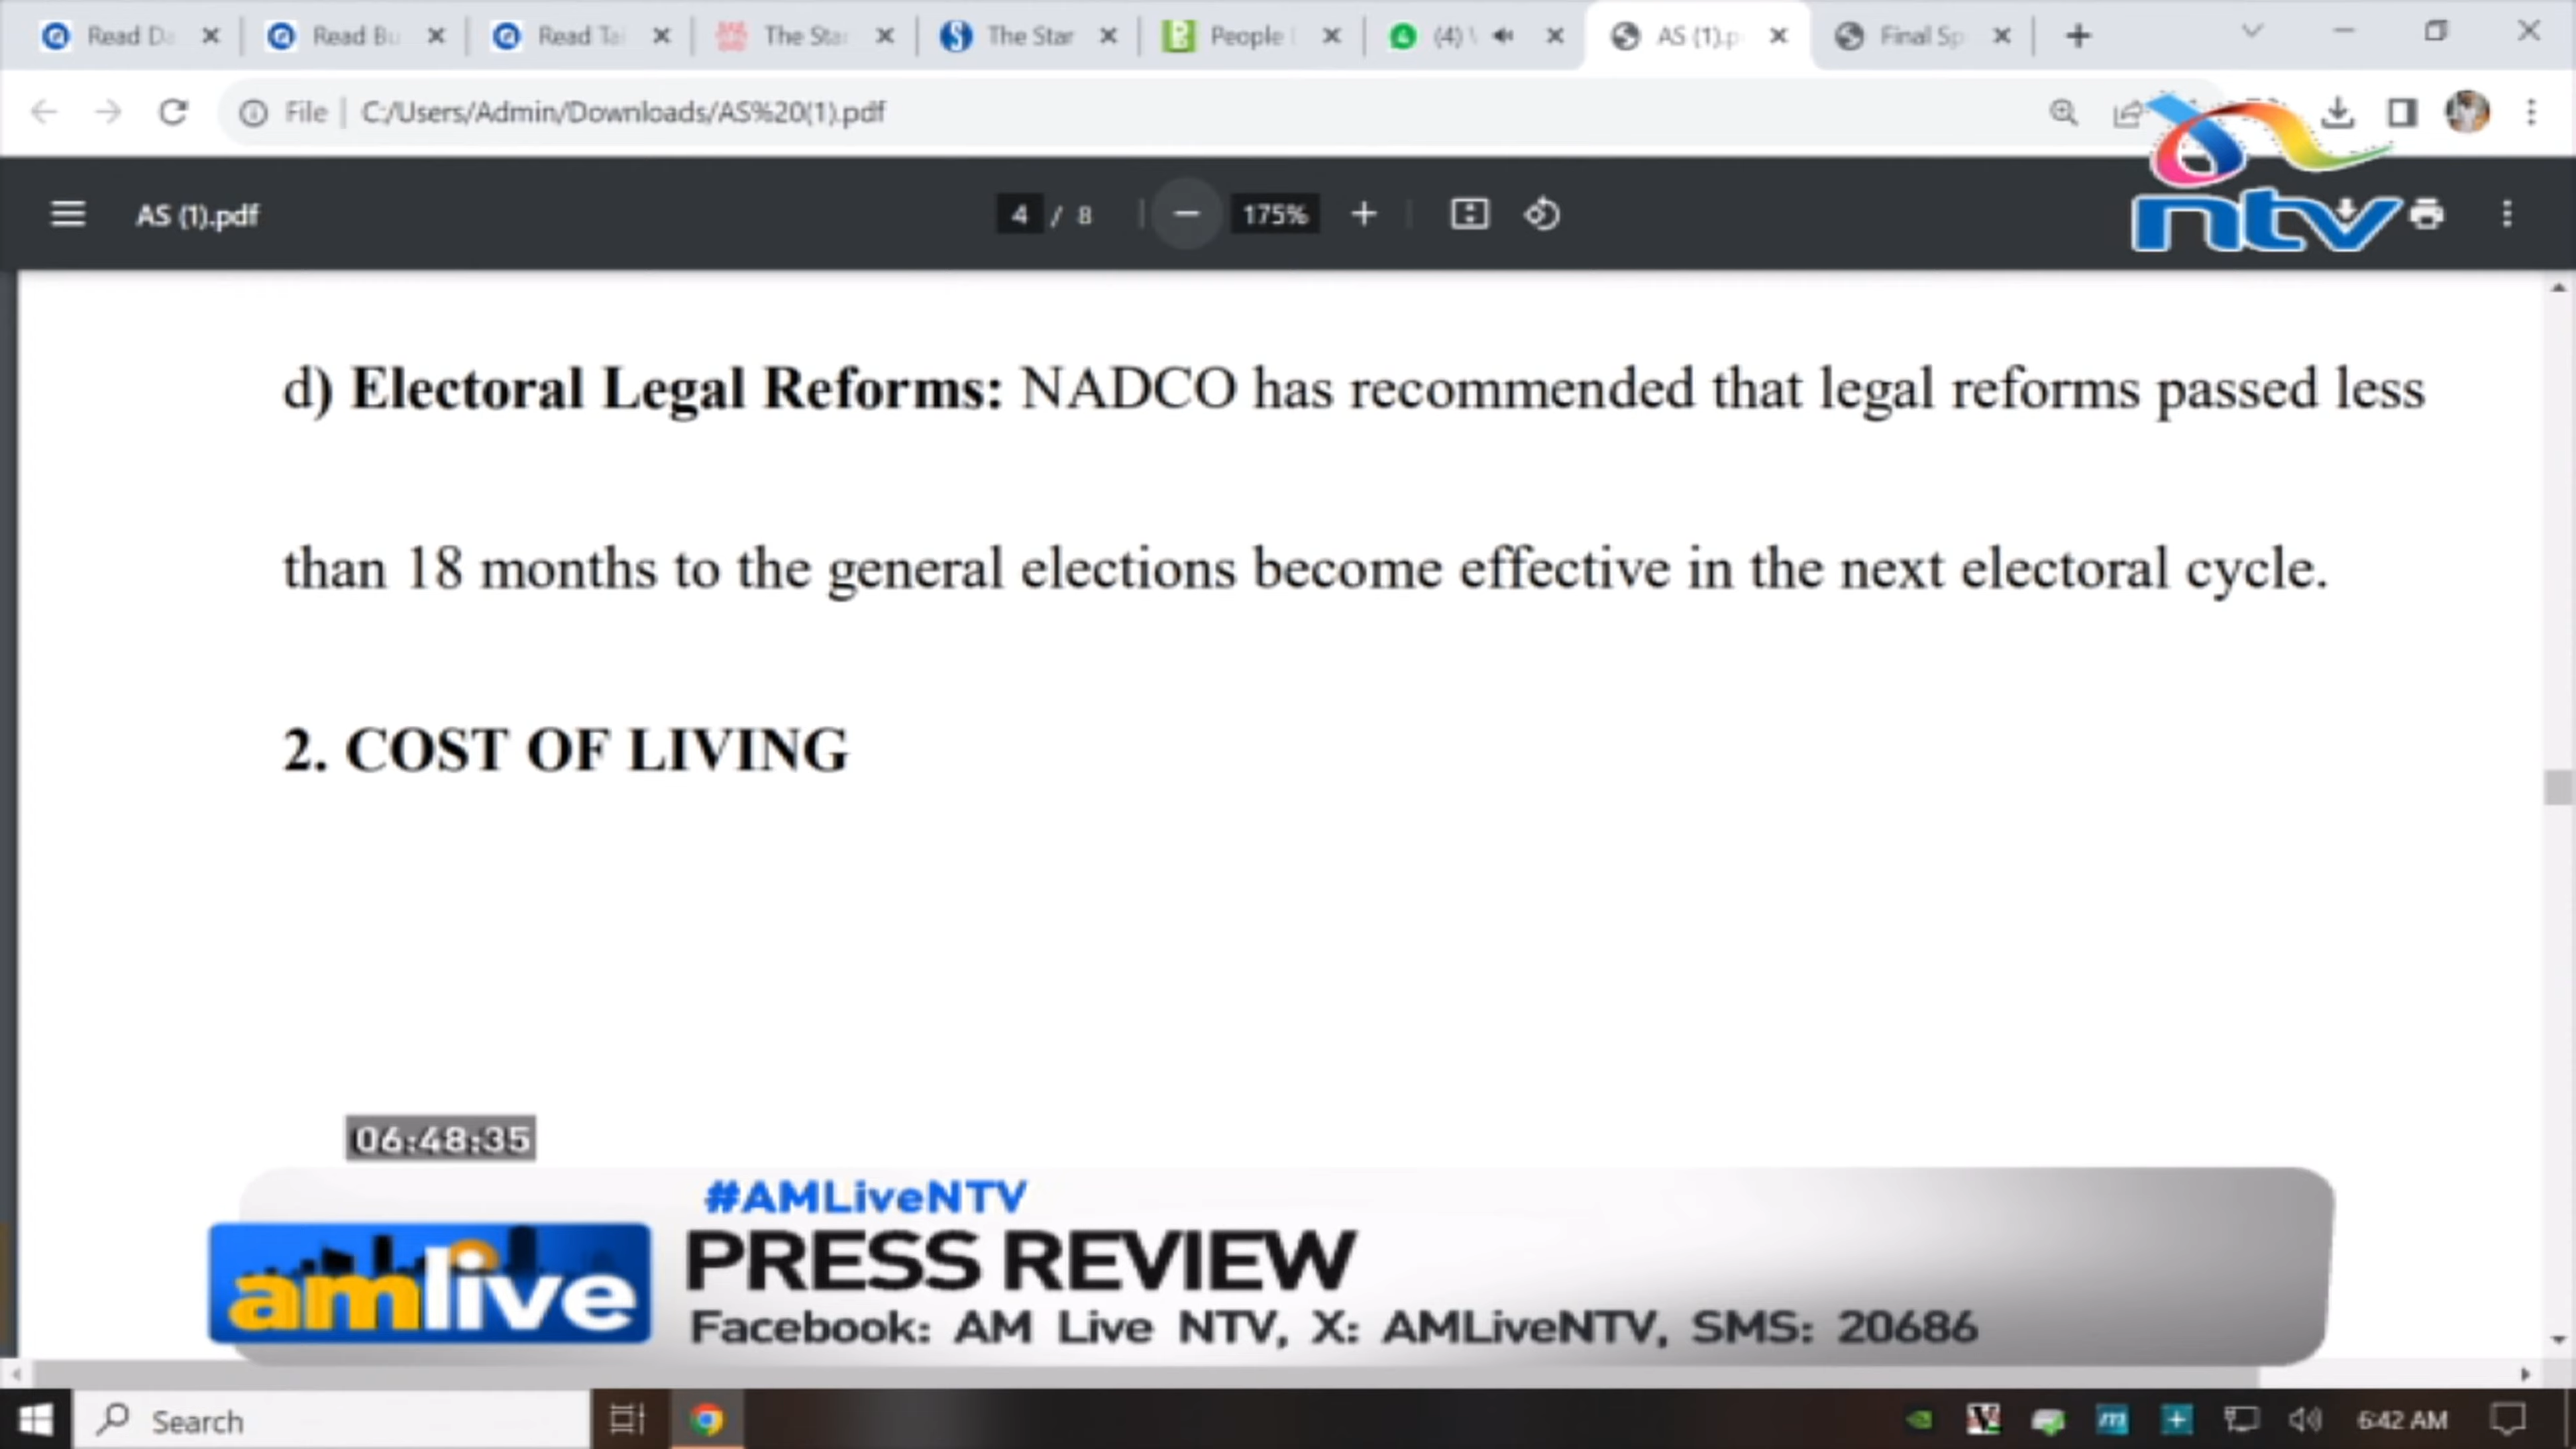 Read Da
Read Bu
Read Tai
The Star
The Star
People
(4)
AS (1).p
Final Sp
File
C:/Users/Admin/Downloads/AS%20(1).pdf
AS (1).pdf
4 / 8
175%
ntv
d) Electoral Legal Reforms: NADCO has recommended that legal reforms passed less
than 18 months to the general elections become effective in the next electoral cycle.
2. COST OF LIVING
06:48:35
#AMLiveNTV
amlive
PRESS REVIEW
Facebook: AM Live NTV, X: AMLiveNTV, SMS: 20686
Search
6:42 AM